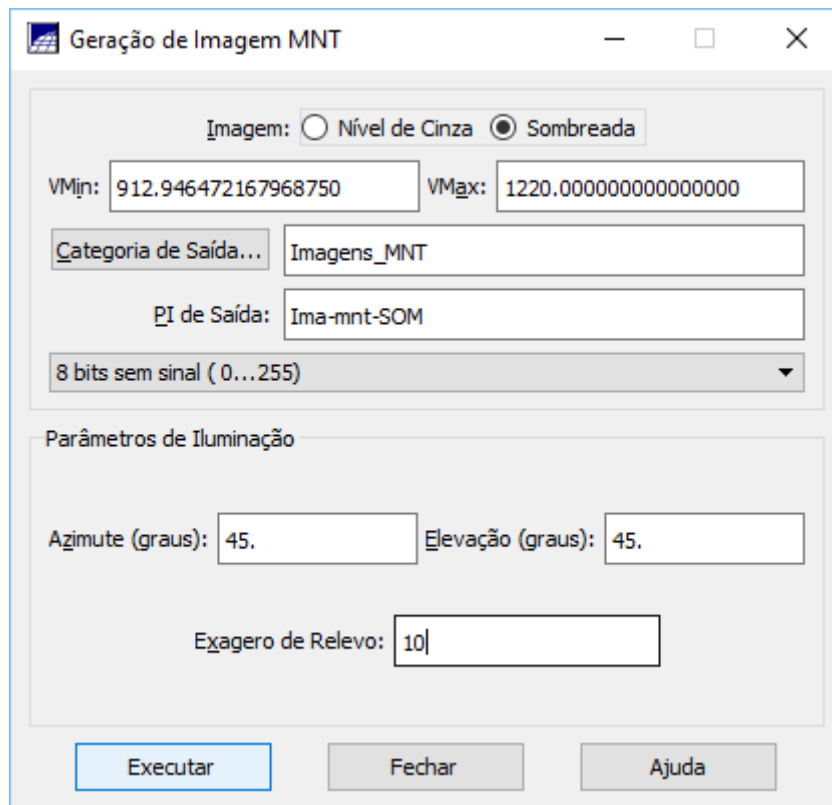 Geração de Imagem MNT
Imagem: Nível de Cinza Sombreada
VMin: 912.946472167968750 VMax: 1220.000000000000000
Categoria de Saída... Imagens_MNT
PI de Saída: Ima-mnt-SOM
8 bits sem sinal ( 0...255)
Parâmetros de Iluminação
Azimute (graus): 45. Elevação (graus): 45.
Exagero de Relevo: 10
Executar Fechar Ajuda